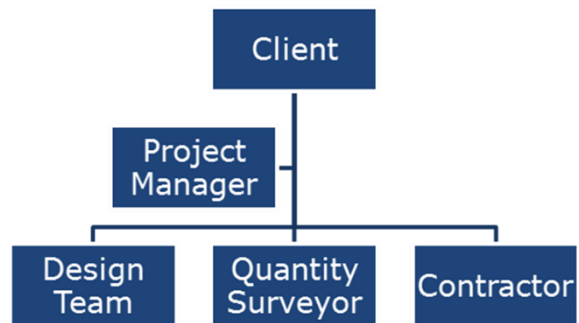 Client
Project
Manager
Design
Team
Quantity
Surveyor
Contractor